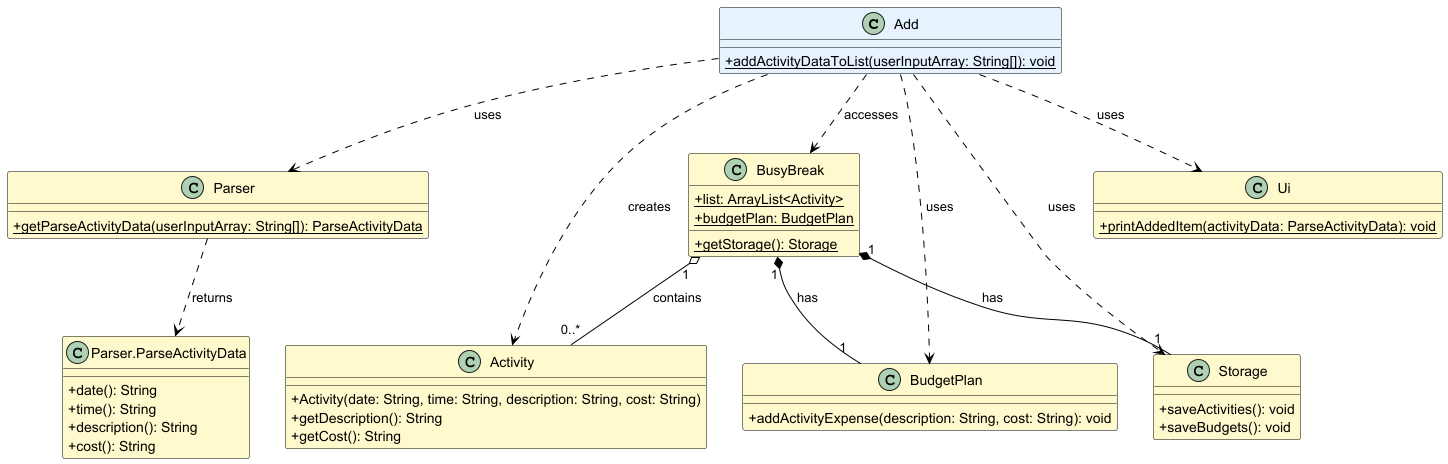 C Add
+addActivityDataToList(userInputArray: String[]): void
uses
accesses
uses
C Parser
+getParseActivityData(userInputArray: String[]): ParseActivityData
creates
C BusyBreak
+list: ArrayList<Activity>
+budgetPlan: BudgetPlan
+getStorage(): Storage
uses
uses
C Ui
+printAddedItem(activityData: ParseActivityData): void
1
1
1
returns
contains
has
has
0..*
1
1
C Parser.ParseActivityData
+date(): String
+time(): String
+description(): String
+cost(): String
C Activity
+Activity(date: String, time: String, description: String, cost: String)
+getDescription(): String
+getCost(): String
C BudgetPlan
+addActivityExpense(description: String, cost: String): void
C Storage
+saveActivities(): void
+saveBudgets(): void